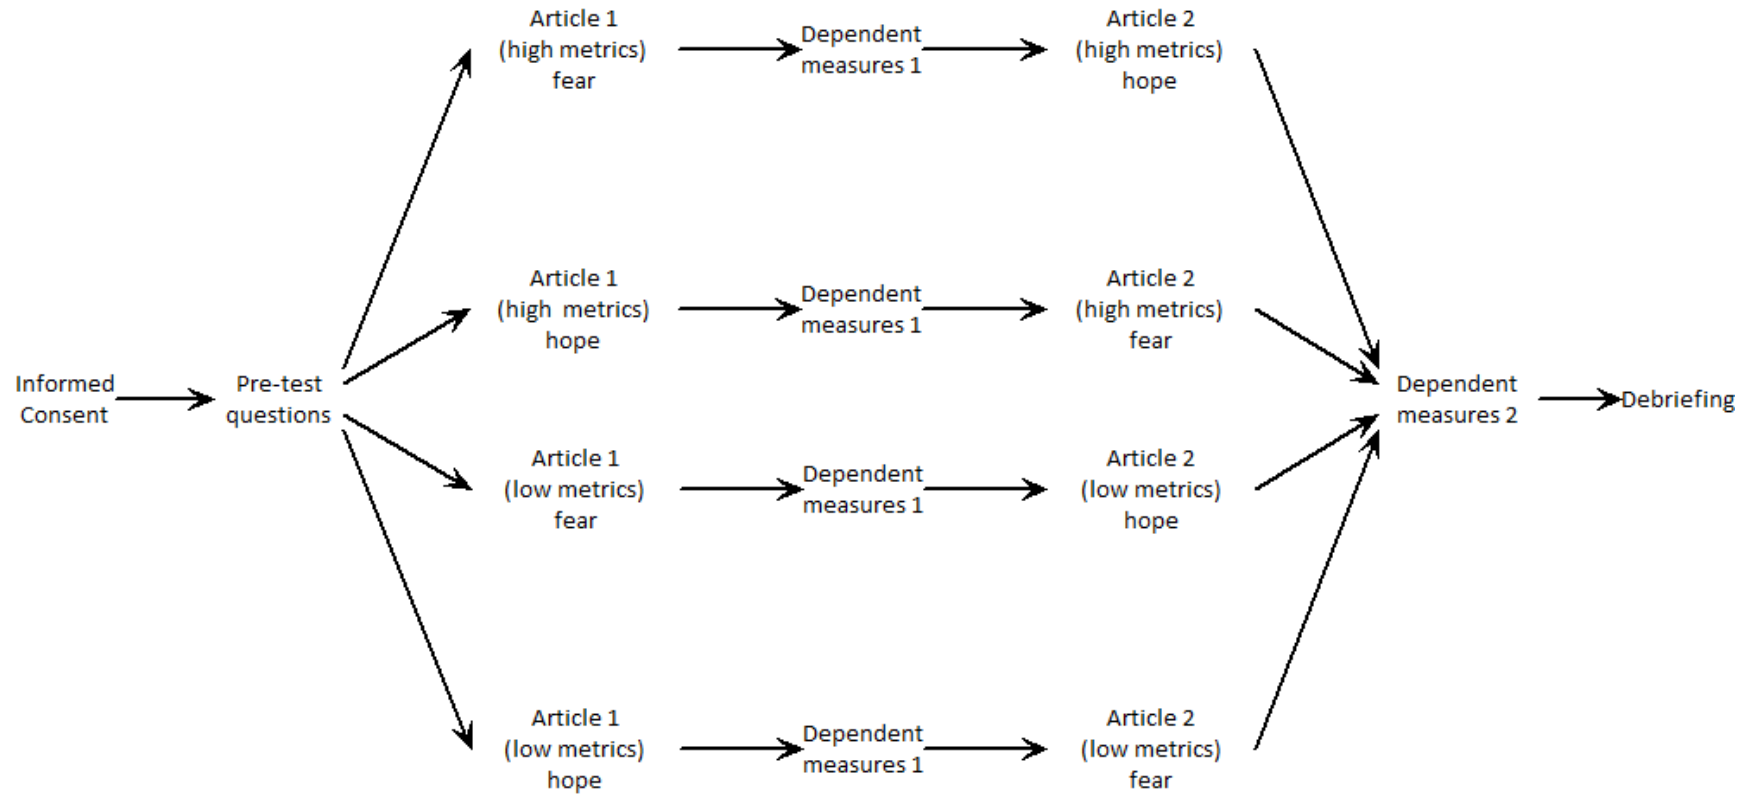 Article 1
(high metrics)
fear
Dependent
measures 1
Article 2
(high metrics)
hope
Article 1
(high  metrics)
hope
Dependent
measures 1
Article 2
(high metrics)
fear
Informed
Consent
Pre-test
questions
Dependent
measures 2
Debriefing
Article 1
(low metrics)
fear
Dependent
measures 1
Article 2
(low metrics)
hope
Article 1
(low metrics)
hope
Dependent
measures 1
Article 2
(low metrics)
fear